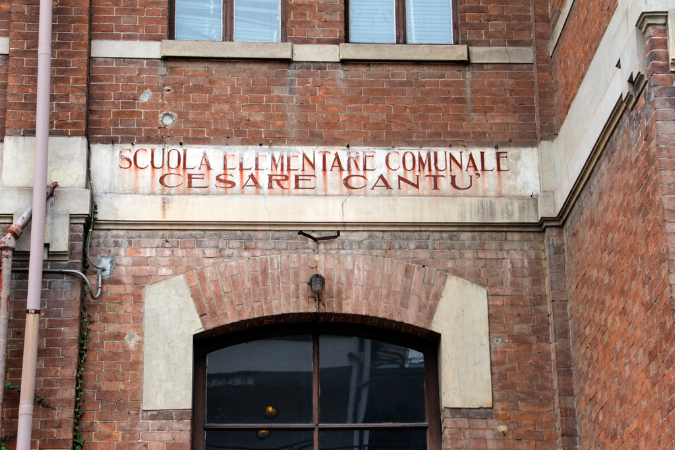 SCUOLA ELEMENTARE COMUNALE
CESARE CANTU'